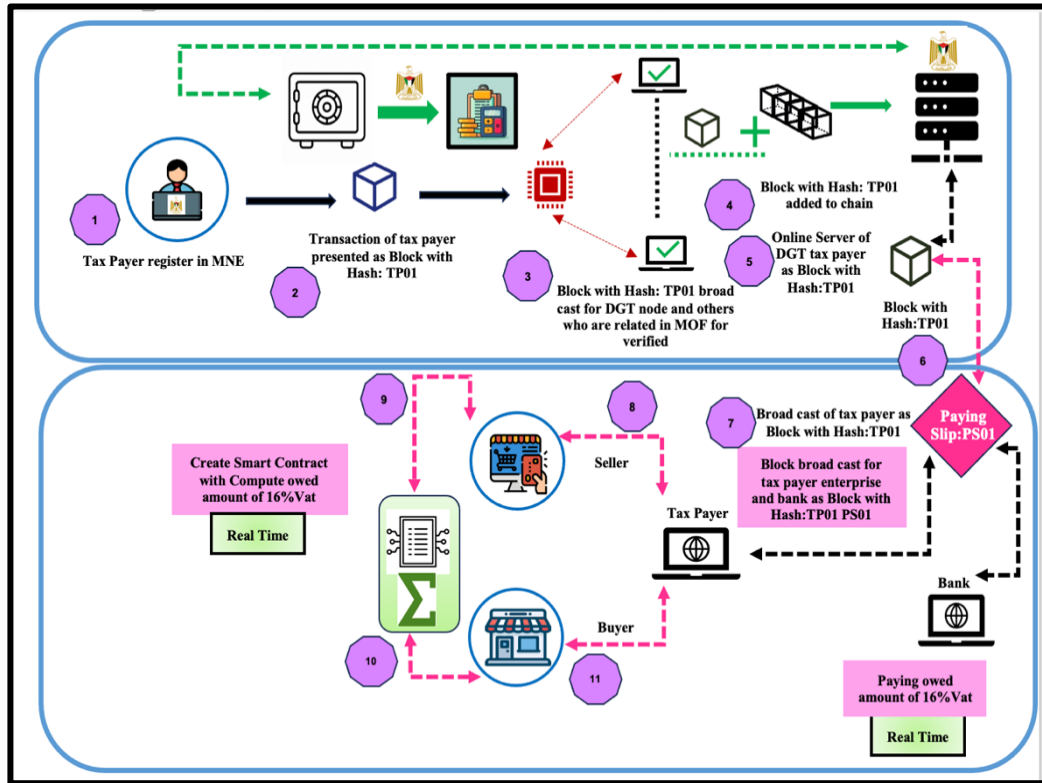 1
Tax Payer register in MNE
2
Transaction of tax payer
presented as Block with
Hash: TP01
3
Block with Hash: TP01 broad
cast for DGT node and others
who are related in MOF for
verified
4
Block with Hash: TP01
added to chain
5
Online Server of
DGT tax payer
as Block with
Hash:TP01
Block with
Hash:TP01
6
Paying
Slip:PS01
7
Broad cast of tax payer as
Block with Hash:TP01
Block broad cast for
tax payer enterprise
and bank as Block with
Hash:TP01 PS01
8
Seller
9
Create Smart Contract
with Compute owed
amount of 16%Vat
Real Time
Tax Payer
Bank
10
Buyer
11
Paying owed
amount of 16%Vat
Real Time